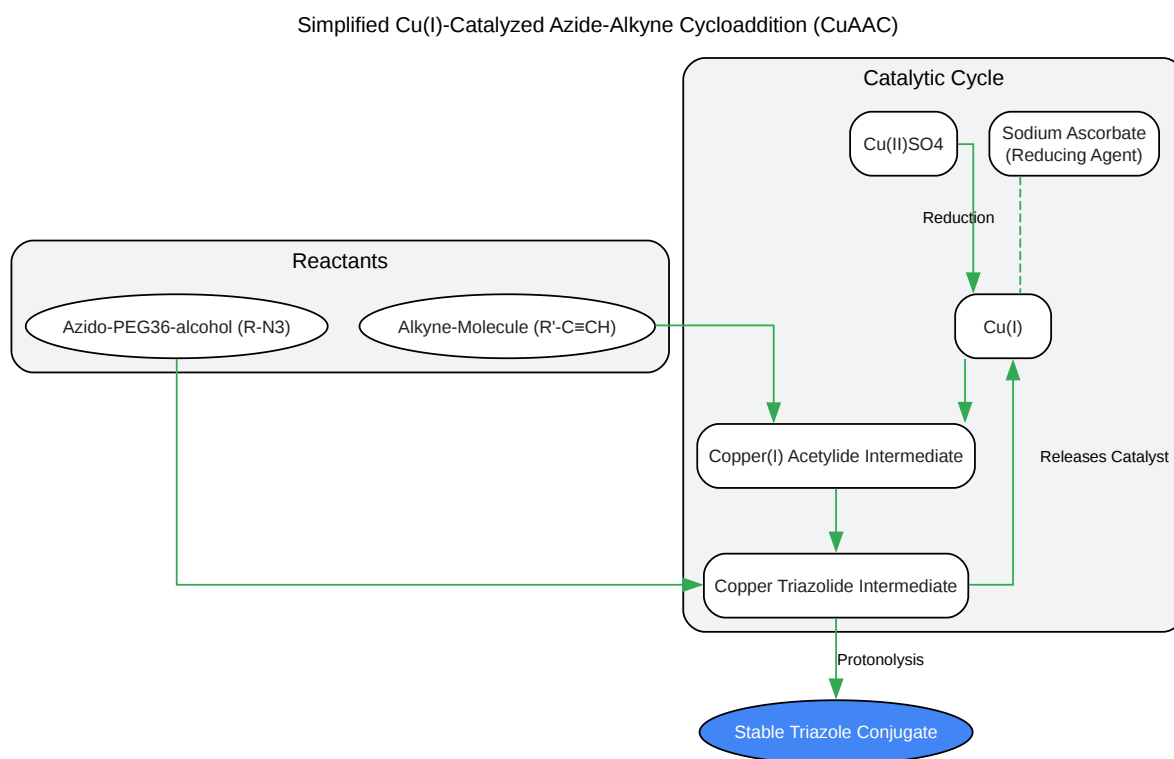 Simplified Cu(I)-Catalyzed Azide-Alkyne Cycloaddition (CuAAC)
Catalytic Cycle
Cu(II)SO4
Sodium Ascorbate
(Reducing Agent)
Reduction
Reactants
Azido-PEG36-alcohol (R-N3)
Alkyne-Molecule (R'-C≡CH)
Cu(I)
Copper(I) Acetylide Intermediate
Releases Catalyst
Copper Triazolide Intermediate
Protonolysis
Stable Triazole Conjugate